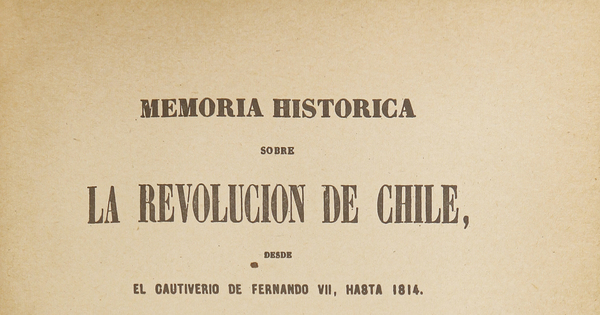 MEMORIA HISTORICA
SOBRE
LA REVOLUCION DE CHILE,
DESDE
EL CAUTIVERIO DE FERNANDO VII, HASTA 1814.